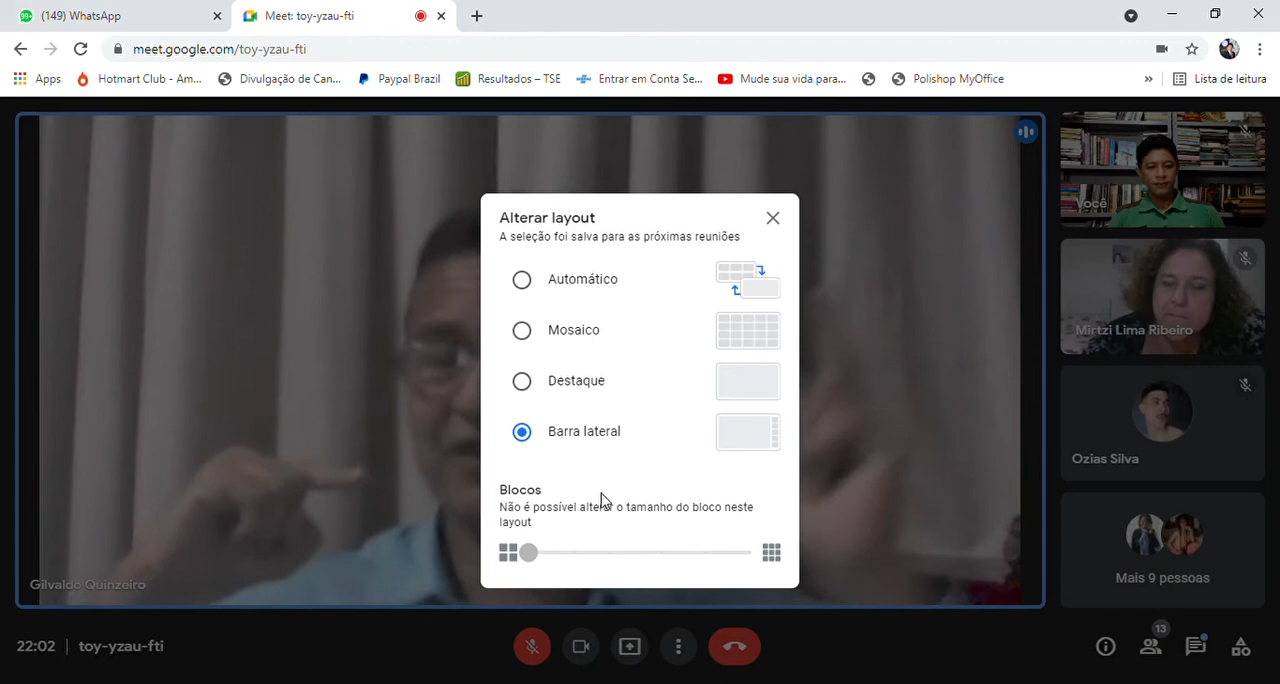 99+ (149) WhatsApp
Meet: toy-yzau-fti
meet.google.com/toy-yzau-fti
Apps
Hotmart Club - Am...
Divulgação de Can...
Paypal Brazil
Resultados – TSE
Entrar em Conta Se...
Mude sua vida para...
Polishop MyOffice
»
Lista de leitura
Alterar layout
A seleção foi salva para as próximas reuniões
Automático
Mosaico
Destaque
Barra lateral
Blocos
Não é possível alterar o tamanho do bloco neste
layout
Você
Mirtzi Lima Ribeiro
Ozias Silva
Mais 9 pessoas
Gilvaldo Quinzeiro
22:02 | toy-yzau-fti
13